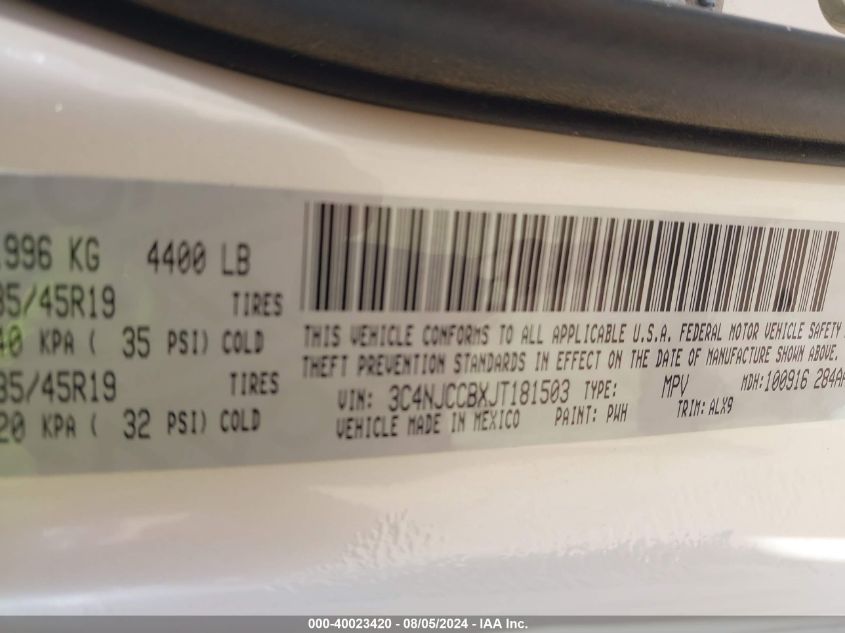 1996 KG 4400 LB
35/45R19 TIRES
40 KPA ( 35 PSI) COLD
35/45R19 TIRES
20 KPA ( 32 PSI) COLD
THIS VEHICLE CONFORMS TO ALL APPLICABLE U.S.A. FEDERAL MOTOR VEHICLE SAFETY
THEFT PREVENTION STANDARDS IN EFFECT ON THE DATE OF MANUFACTURE SHOWN ABOVE.
VIN: 3C4NJCCBXJT181503 TYPE: MPV MDH:100916 284AA
VEHICLE MADE IN MEXICO PAINT: PWH TRIM: ALX9
000-40023420 - 08/05/2024 - IAA Inc.